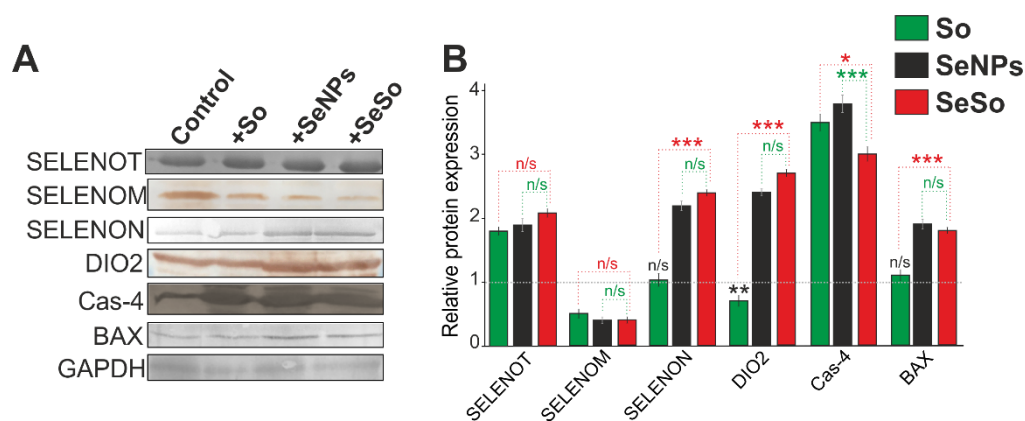 A
Control
+So
+SeNPs
+SeSo
SELENOT
SELENOM
SELENON
DIO2
Cas-4
BAX
GAPDH
B
So
SeNPs
SeSo
Relative protein expression
4
3
2
1
0
n/s
n/s
n/s
n/s
***
n/s
n/s
***
n/s
**
*
***
***
n/s
n/s
SELENOT
SELENOM
SELENON
DIO2
Cas-4
BAX